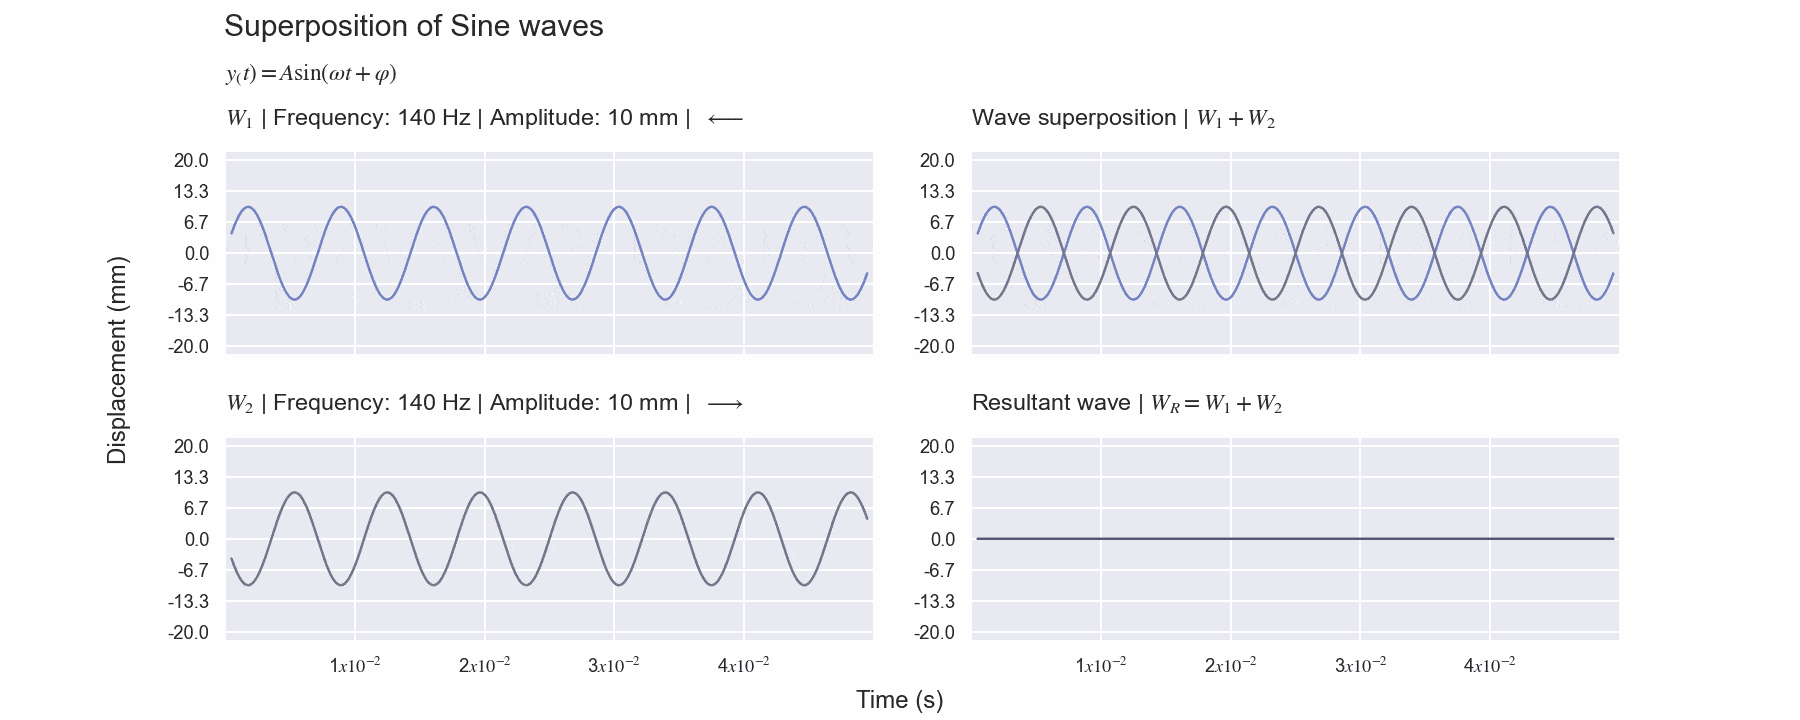 Superposition of Sine waves
y₍t) = Asin(ωt + φ)
W₁ | Frequency: 140 Hz | Amplitude: 10 mm | ⟵
20.0
13.3
6.7
0.0
-6.7
-13.3
-20.0
Wave superposition | W₁ + W₂
20.0
13.3
6.7
0.0
-6.7
-13.3
-20.0
Displacement (mm)
W₂ | Frequency: 140 Hz | Amplitude: 10 mm | ⟶
20.0
13.3
6.7
0.0
-6.7
-13.3
-20.0
1x10⁻² 2x10⁻² 3x10⁻² 4x10⁻²
Resultant wave | W_R = W₁ + W₂
20.0
13.3
6.7
0.0
-6.7
-13.3
-20.0
1x10⁻² 2x10⁻² 3x10⁻² 4x10⁻²
Time (s)